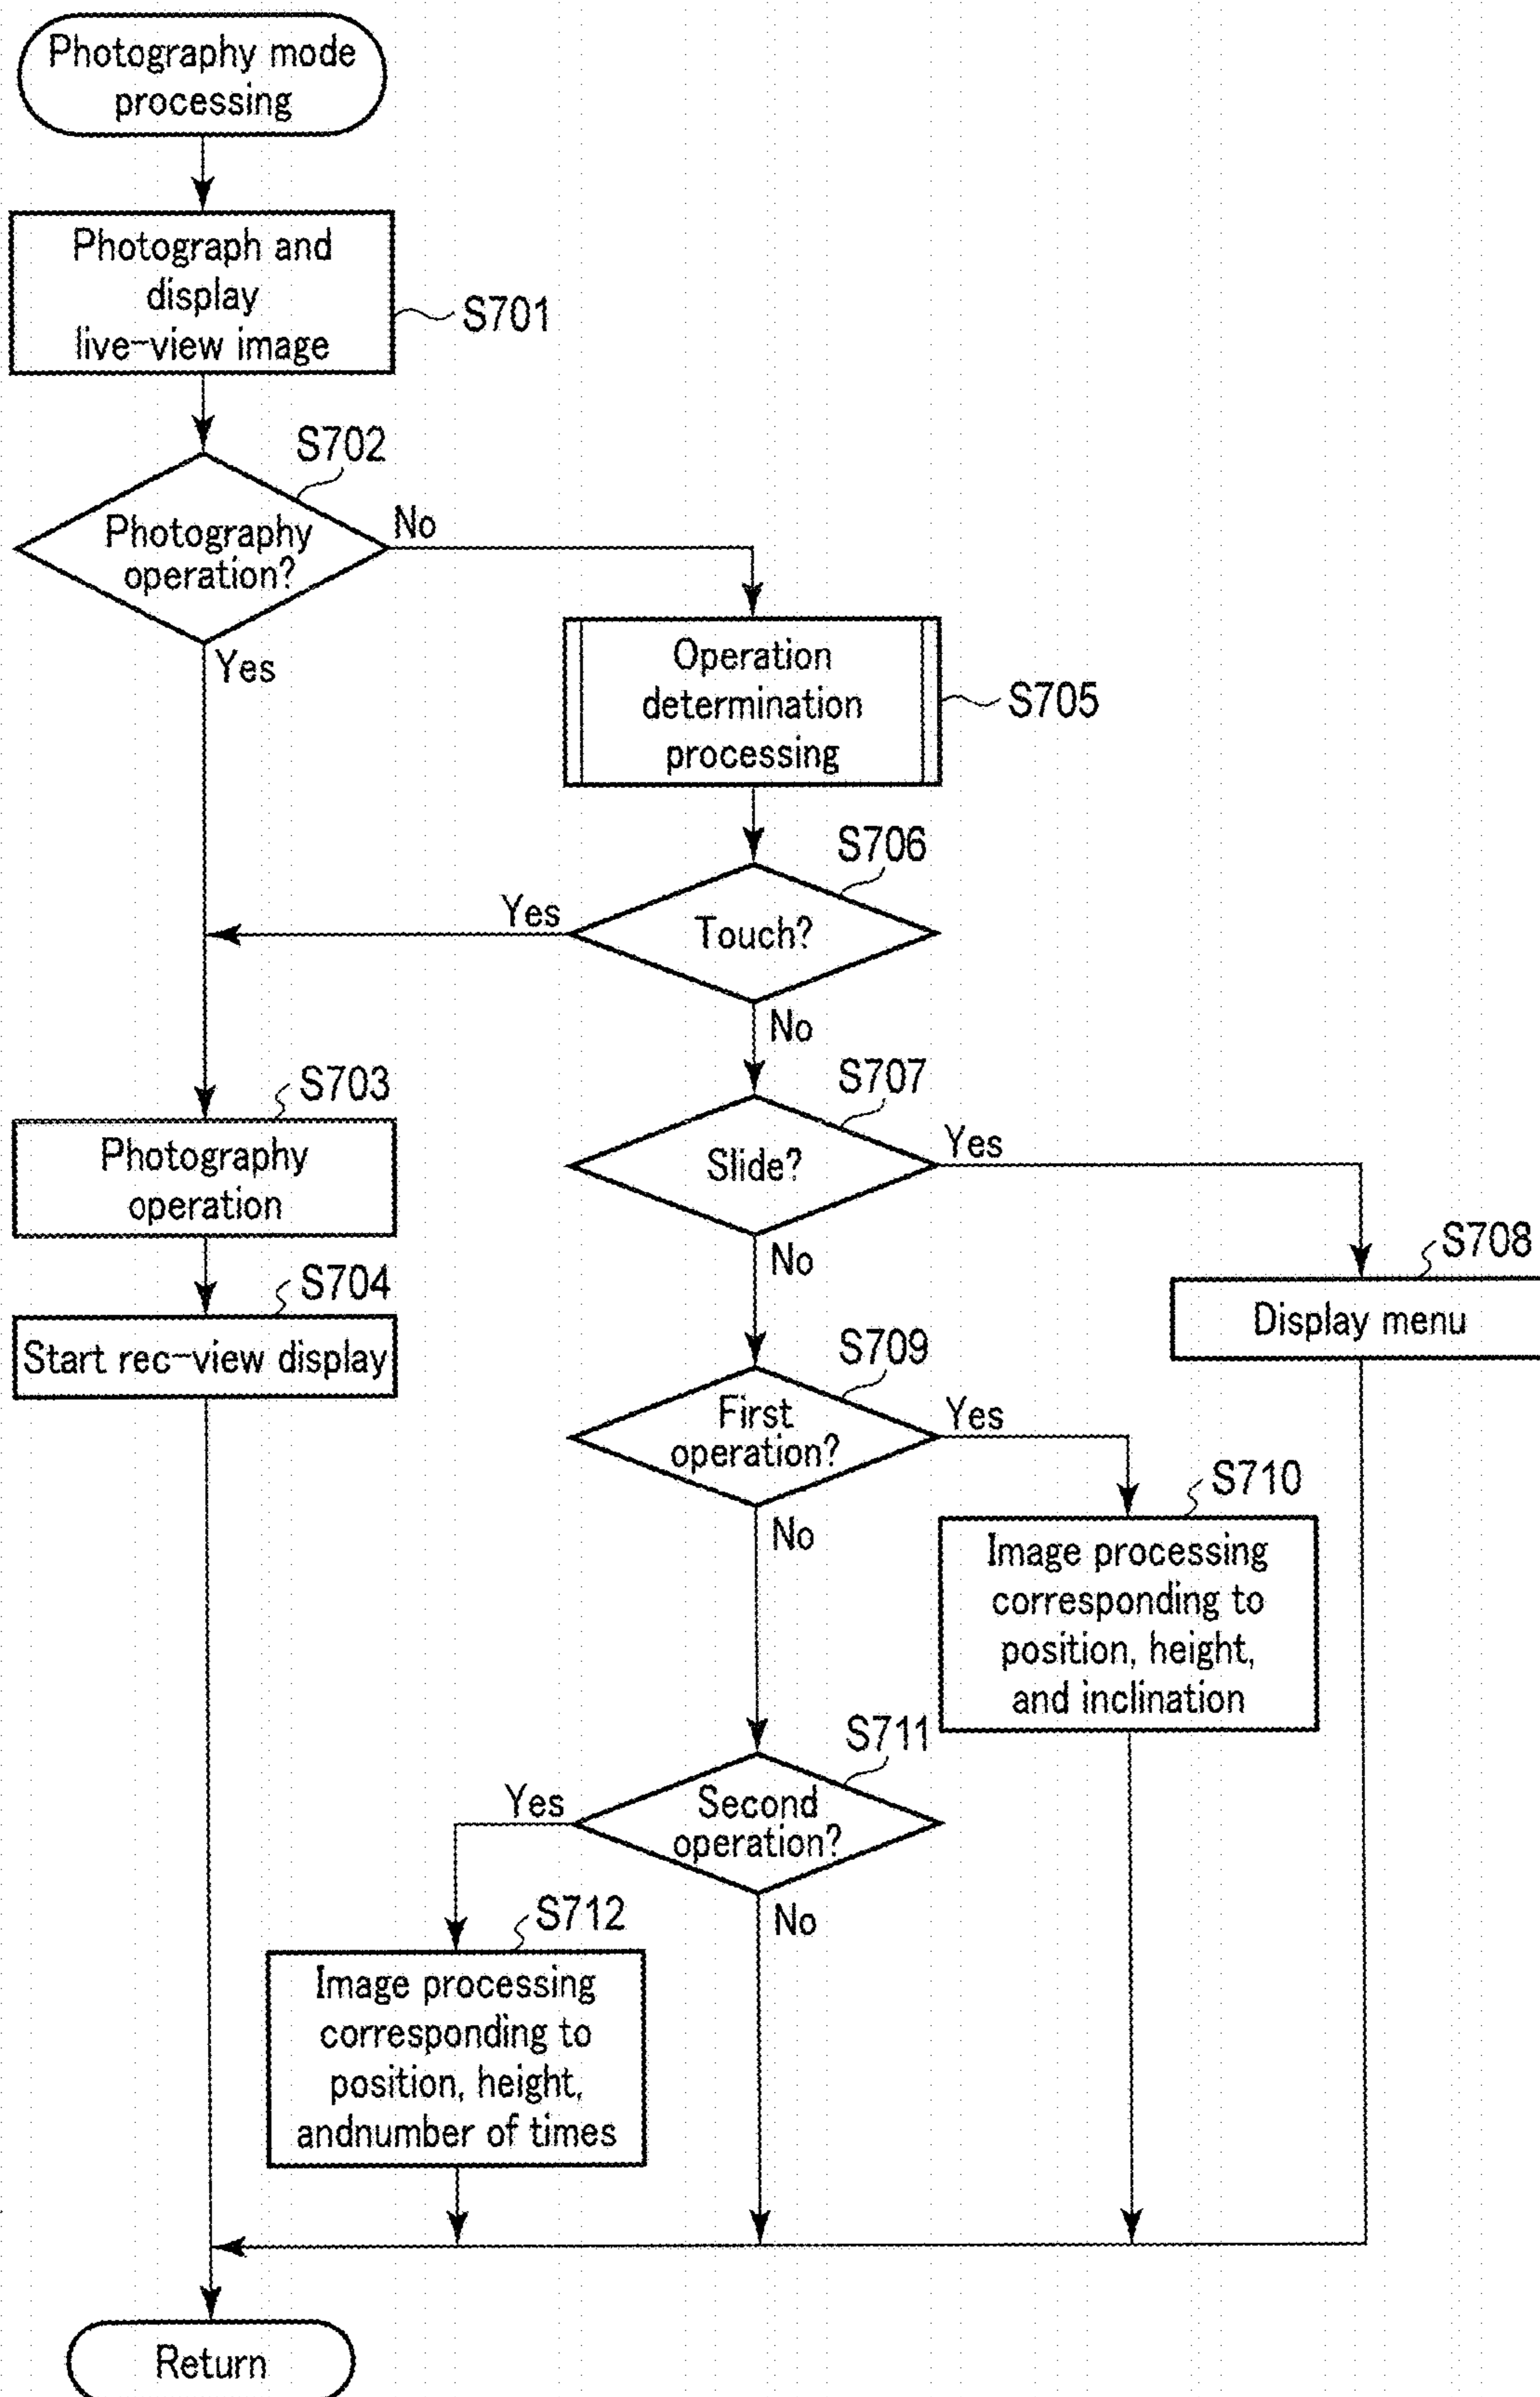 Photography mode
processing
Photograph and
display
live-view image
S701
S702
Photography
operation?
No
Yes
Operation
determination
processing
S705
S706
Touch?
Yes
No
S703
Photography
operation
S704
Start rec-view display
S707
Slide?
Yes
No
S708
Display menu
S709
First
operation?
Yes
No
S710
Image processing
corresponding to
position, height,
and inclination
S711
Second
operation?
Yes
No
S712
Image processing
corresponding to
position, height,
andnumber of times
Return